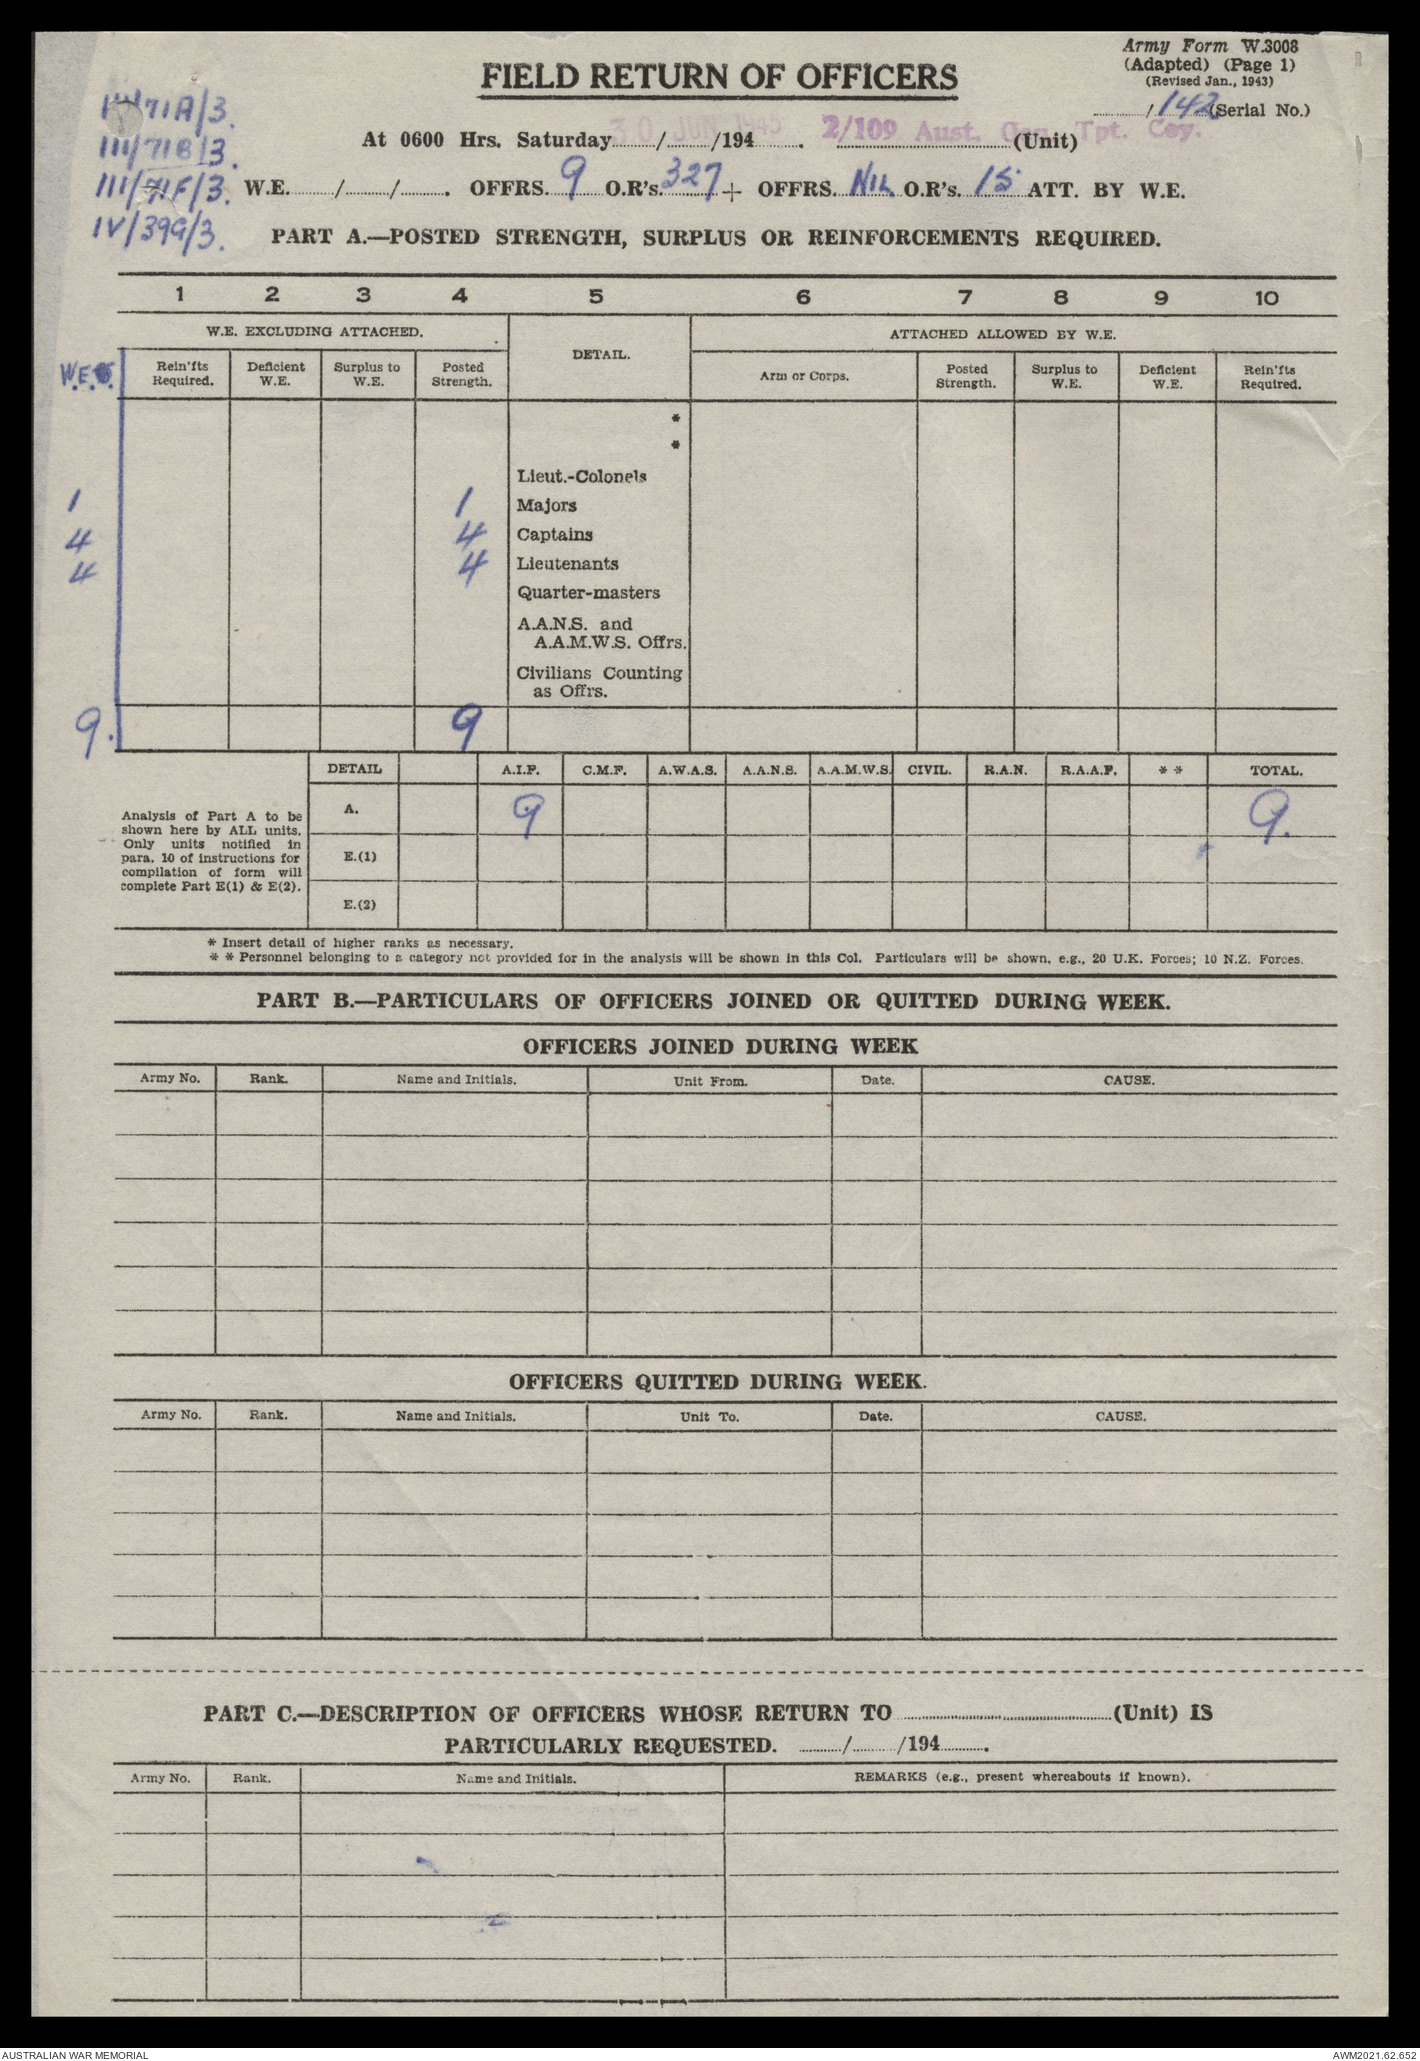 Army Form W.3008
(Adapted) (Page 1)
(Revised Jan., 1943)
FIELD RETURN OF OFFICERS
/142 (Serial No.)
III/71A/3.
At 0600 Hrs. Saturday 30 JUN 1945 /194 . 2/109 Aust. Gen. Tpt. Coy. (Unit)
III/71B/3.
III/71F/3. W.E. / / . OFFRS. 9 O.R's. 327 + OFFRS. NIL O.R's. 15 ATT. BY W.E.
IV/39G/3.
PART A.—POSTED STRENGTH, SURPLUS OR REINFORCEMENTS REQUIRED.
1 2 3 4 5 6 7 8 9 10
W.E. EXCLUDING ATTACHED. DETAIL. ATTACHED ALLOWED BY W.E.
W.E. Rein'fts Required. Deficient W.E. Surplus to W.E. Posted Strength. Arm or Corps. Posted Strength. Surplus to W.E. Deficient W.E. Rein'fts Required.
*
*
Lieut.-Colonels
1 1 Majors
4 4 Captains
4 4 Lieutenants
Quarter-masters
A.A.N.S. and
A.A.M.W.S. Offrs.
Civilians Counting
as Offrs.
9. 9
DETAIL A.I.F. C.M.F. A.W.A.S. A.A.N.S. A.A.M.W.S. CIVIL. R.A.N. R.A.A.F. * * TOTAL.
A. 9 9.
E.(1)
E.(2)
Analysis of Part A to be
shown here by ALL units.
Only units notified in
para. 10 of instructions for
compilation of form will
complete Part E(1) & E(2).
* Insert detail of higher ranks as necessary.
* * Personnel belonging to a category not provided for in the analysis will be shown in this Col. Particulars will be shown, e.g., 20 U.K. Forces; 10 N.Z. Forces.
PART B.—PARTICULARS OF OFFICERS JOINED OR QUITTED DURING WEEK.
OFFICERS JOINED DURING WEEK
Army No. Rank. Name and Initials. Unit From. Date. CAUSE.
OFFICERS QUITTED DURING WEEK.
Army No. Rank. Name and Initials. Unit To. Date. CAUSE.
PART C.—DESCRIPTION OF OFFICERS WHOSE RETURN TO (Unit) IS
PARTICULARLY REQUESTED. / /194 .
Army No. Rank. Name and Initials. REMARKS (e.g., present whereabouts if known).
AUSTRALIAN WAR MEMORIAL AWM2021.62.652